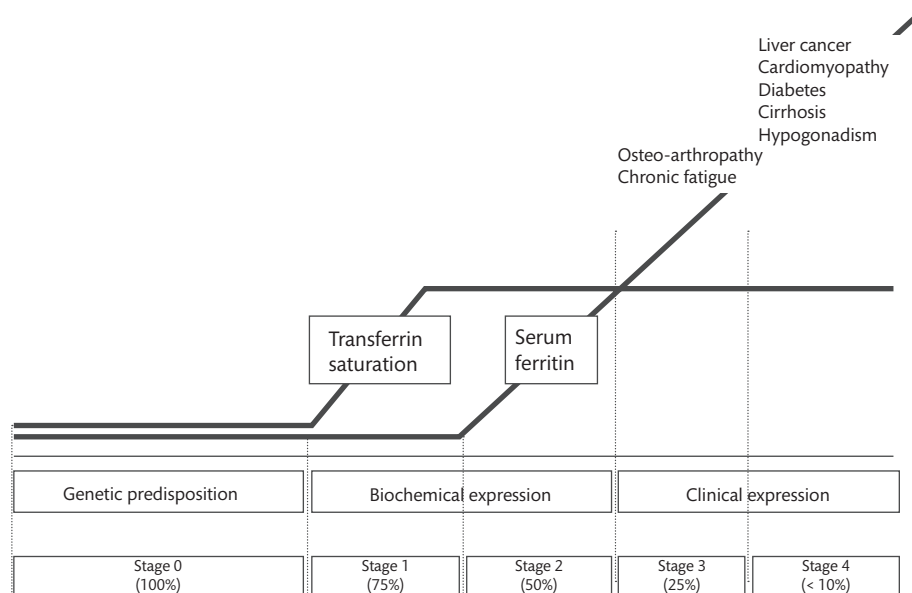 Liver cancer
Cardiomyopathy
Diabetes
Cirrhosis
Hypogonadism
Osteo-arthropathy
Chronic fatigue
Transferrin
saturation
Serum
ferritin
Genetic predisposition
Biochemical expression
Clinical expression
Stage 0
(100%)
Stage 1
(75%)
Stage 2
(50%)
Stage 3
(25%)
Stage 4
(< 10%)